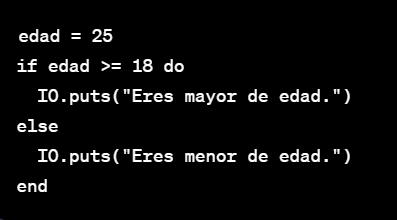 edad = 25
if edad >= 18 do
  IO.puts("Eres mayor de edad.")
else
  IO.puts("Eres menor de edad.")
end